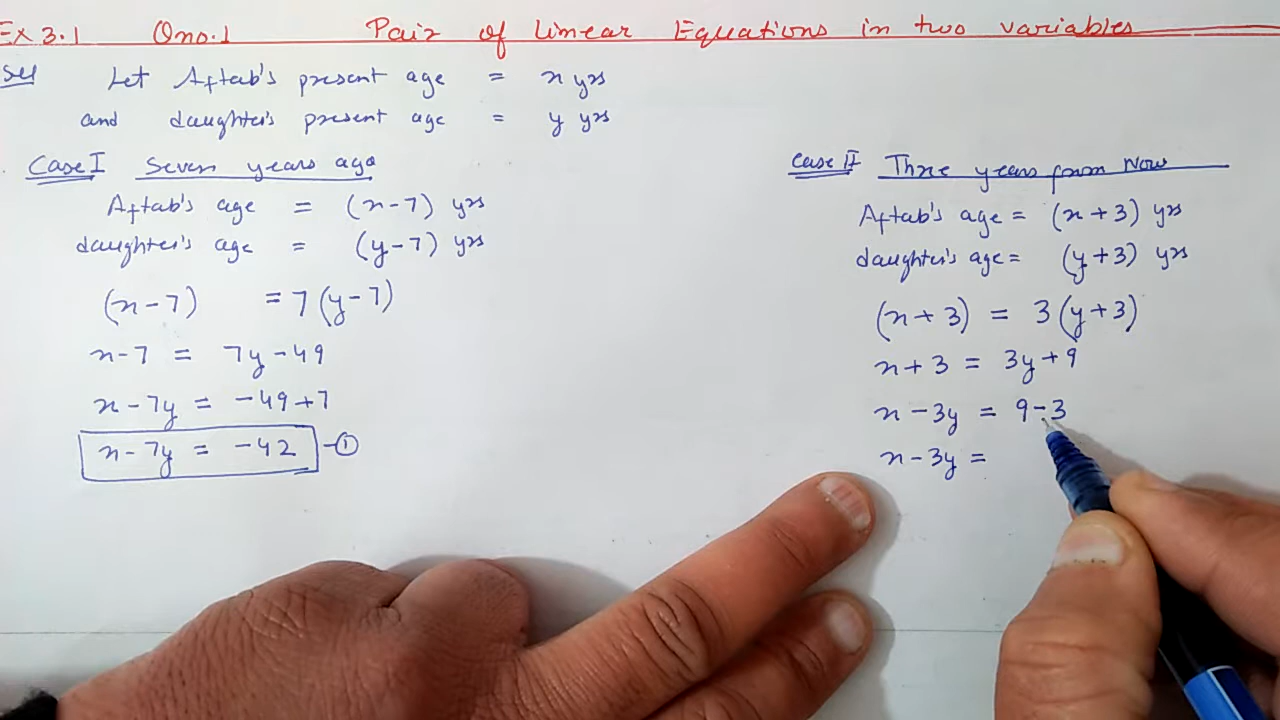 Ex 3.1 Qno.1 Pair of linear Equations in two variables
Sol Let Aftab's present age = x yrs
and daughter's present age = y yrs
Case I Seven years ago
Aftab's age = (x-7) yrs
daughter's age = (y-7) yrs
(x-7) = 7(y-7)
x-7 = 7y-49
x-7y = -49+7
x-7y = -42 -①
Case II Three years from Now
Aftab's age = (x+3) yrs
daughter's age = (y+3) yrs
(x+3) = 3(y+3)
x+3 = 3y+9
x-3y = 9-3
x-3y =